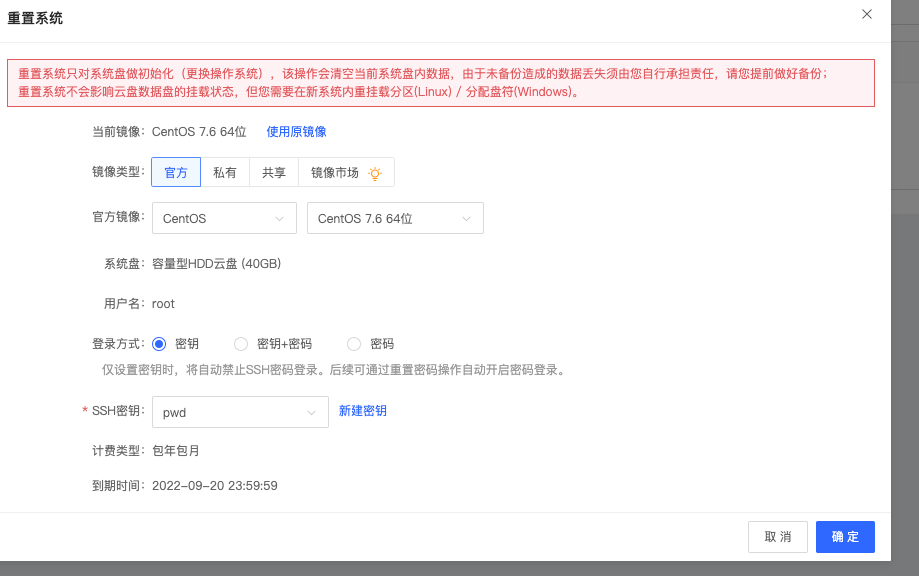 重置系统
重置系统只对系统盘做初始化（更换操作系统），该操作会清空当前系统盘内数据，由于未备份造成的数据丢失须由您自行承担责任，请您提前做好备份；
重置系统不会影响云盘数据盘的挂载状态，但您需要在新系统内重挂载分区(Linux) / 分配盘符(Windows)。
当前镜像： CentOS 7.6 64位 使用原镜像
镜像类型： 官方 私有 共享 镜像市场
官方镜像： CentOS CentOS 7.6 64位
系统盘： 容量型HDD云盘 (40GB)
用户名： root
登录方式： 密钥 密钥+密码 密码
仅设置密钥时，将自动禁止SSH密码登录。后续可通过重置密码操作自动开启密码登录。
* SSH密钥： pwd 新建密钥
计费类型： 包年包月
到期时间： 2022-09-20 23:59:59
取消 确定